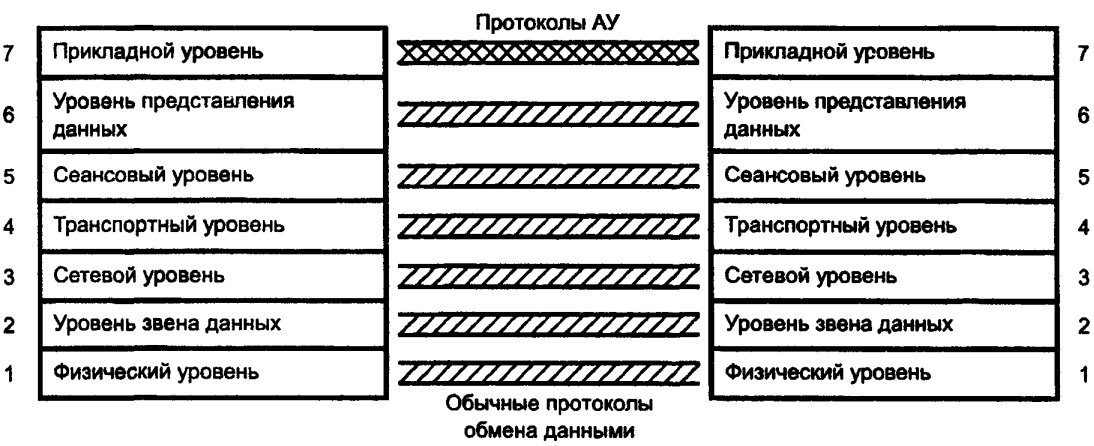 Протоколы АУ
7 Прикладной уровень Прикладной уровень 7
6 Уровень представления данных Уровень представления данных 6
5 Сеансовый уровень Сеансовый уровень 5
4 Транспортный уровень Транспортный уровень 4
3 Сетевой уровень Сетевой уровень 3
2 Уровень звена данных Уровень звена данных 2
1 Физический уровень Физический уровень 1
Обычные протоколы
обмена данными